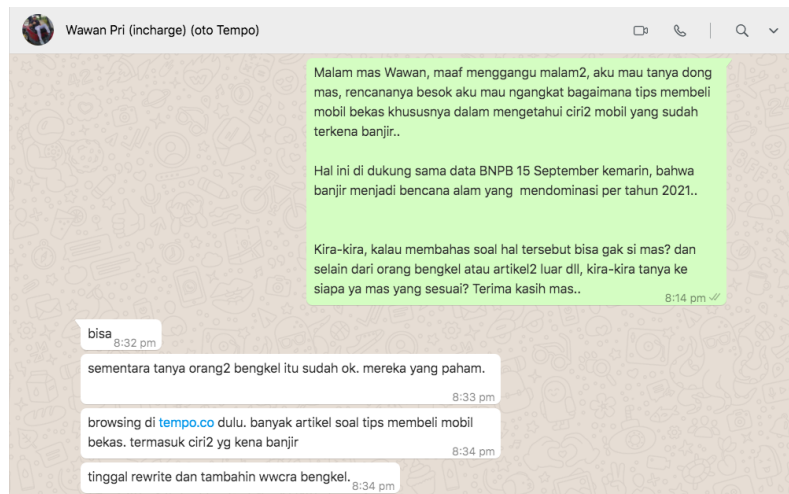 Wawan Pri (incharge) (oto Tempo)
Malam mas Wawan, maaf menggangu malam2, aku mau tanya dong
mas, rencananya besok aku mau ngangkat bagaimana tips membeli
mobil bekas khususnya dalam mengetahui ciri2 mobil yang sudah
terkena banjir..
Hal ini di dukung sama data BNPB 15 September kemarin, bahwa
banjir menjadi bencana alam yang  mendominasi per tahun 2021..
Kira-kira, kalau membahas soal hal tersebut bisa gak si mas? dan
selain dari orang bengkel atau artikel2 luar dll, kira-kira tanya ke
siapa ya mas yang sesuai? Terima kasih mas..
8:14 pm
bisa
8:32 pm
sementara tanya orang2 bengkel itu sudah ok. mereka yang paham.
8:33 pm
browsing di tempo.co dulu. banyak artikel soal tips membeli mobil
bekas. termasuk ciri2 yg kena banjir
8:34 pm
tinggal rewrite dan tambahin wwcra bengkel.
8:34 pm